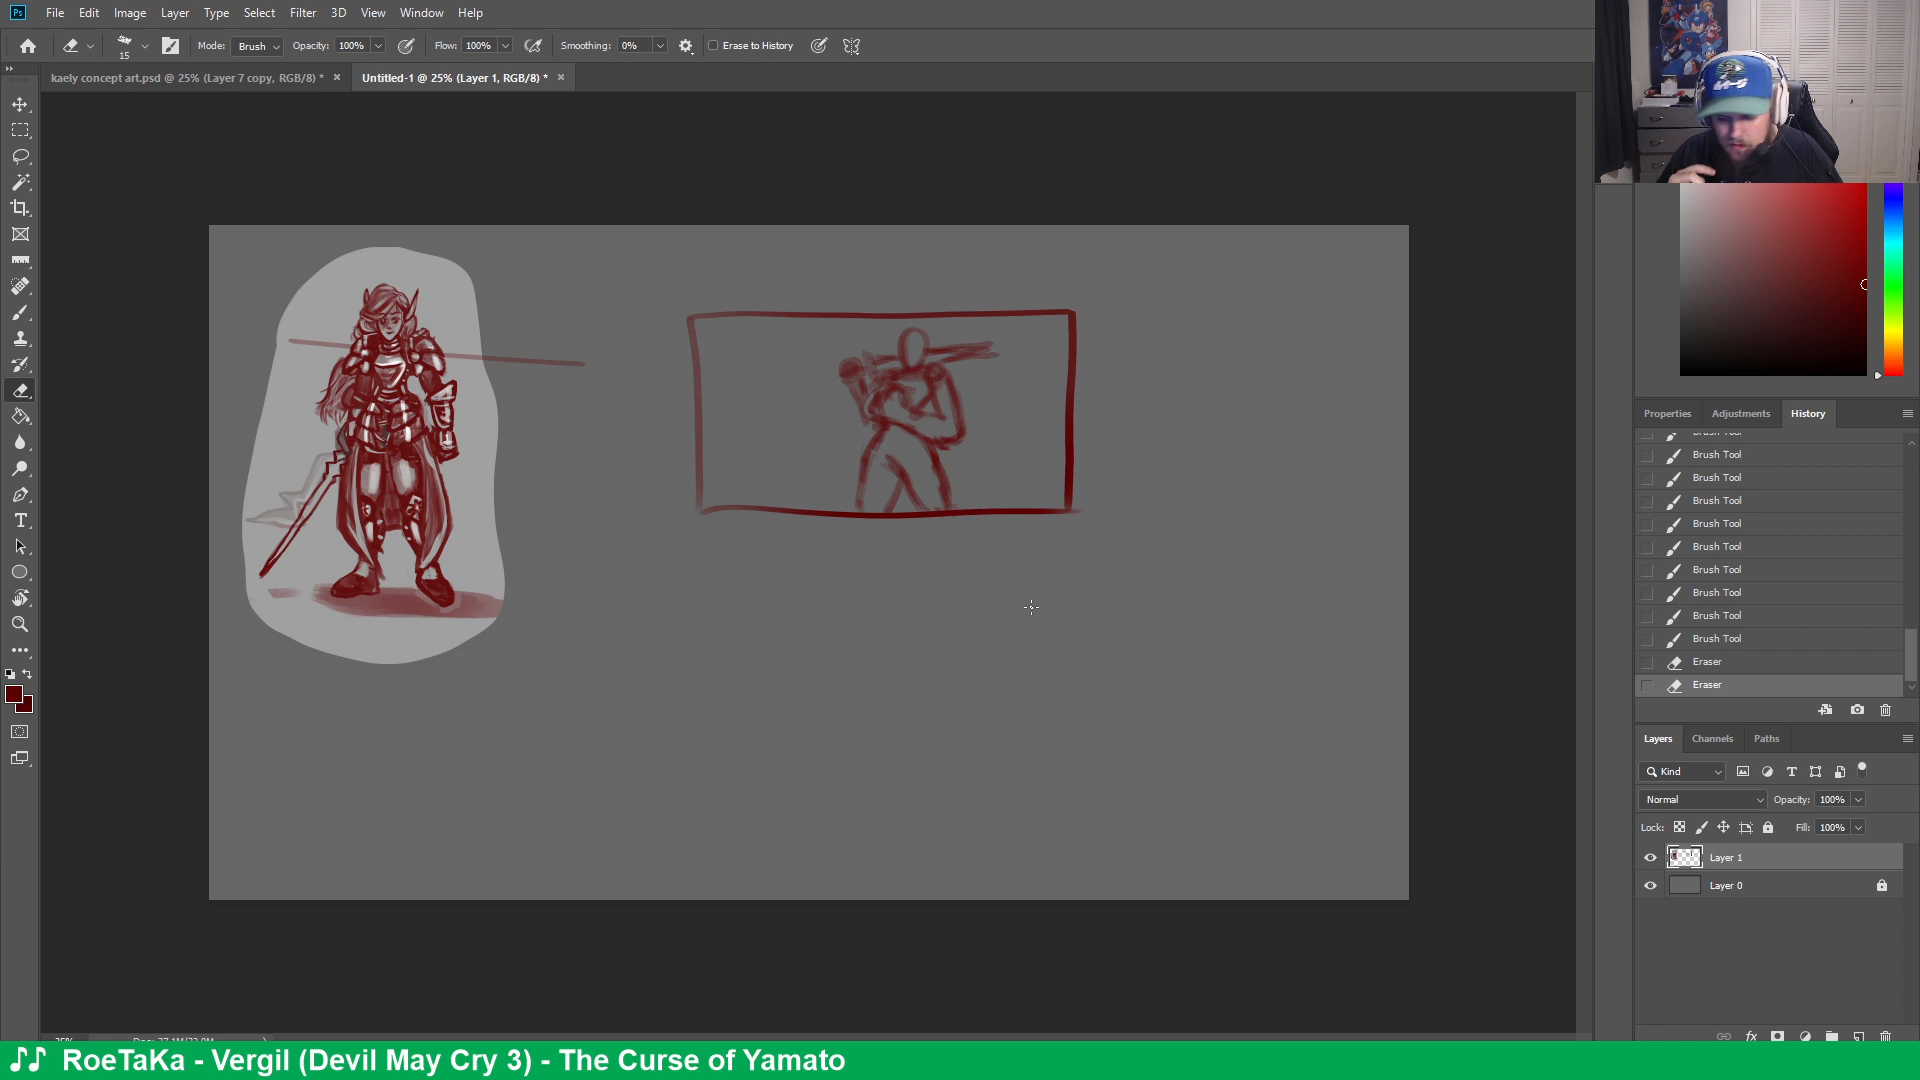 Ps File Edit Image Layer Type Select Filter 3D View Window Help
15 Mode: Brush Opacity: 100% Flow: 100% Smoothing: 0% Erase to History
kaely concept art.psd @ 25% (Layer 7 copy, RGB/8) * × Untitled-1 @ 25% (Layer 1, RGB/8) * ×
Properties Adjustments History
Brush Tool
Brush Tool
Brush Tool
Brush Tool
Brush Tool
Brush Tool
Brush Tool
Brush Tool
Brush Tool
Brush Tool
Eraser
Eraser
Layers Channels Paths
Kind
Normal Opacity: 100%
Lock: Fill: 100%
Layer 1
Layer 0
RoeTaKa - Vergil (Devil May Cry 3) - The Curse of Yamato